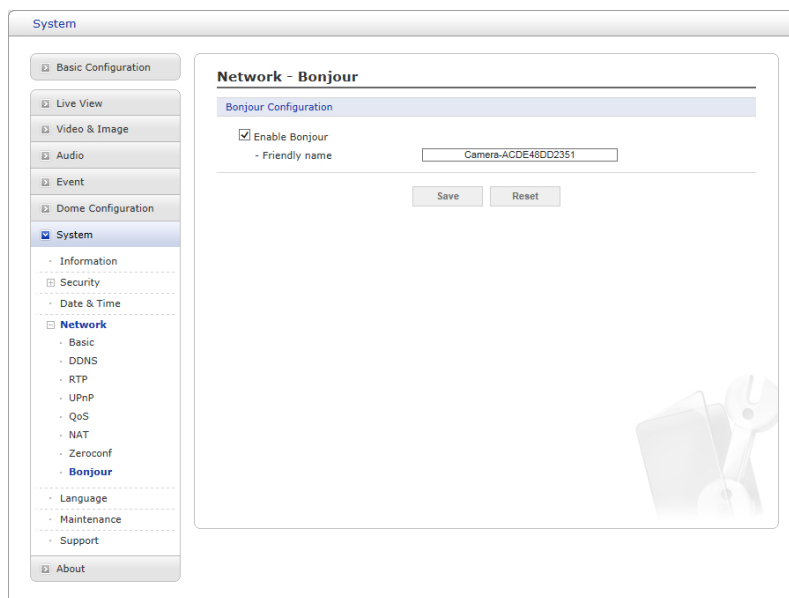 System
Basic Configuration
Live View
Video & Image
Audio
Event
Dome Configuration
System
Information
Security
Date & Time
Network
Basic
DDNS
RTP
UPnP
QoS
NAT
Zeroconf
Bonjour
Language
Maintenance
Support
About
Network - Bonjour
Bonjour Configuration
Enable Bonjour
- Friendly name Camera-ACDE48DD2351
Save Reset